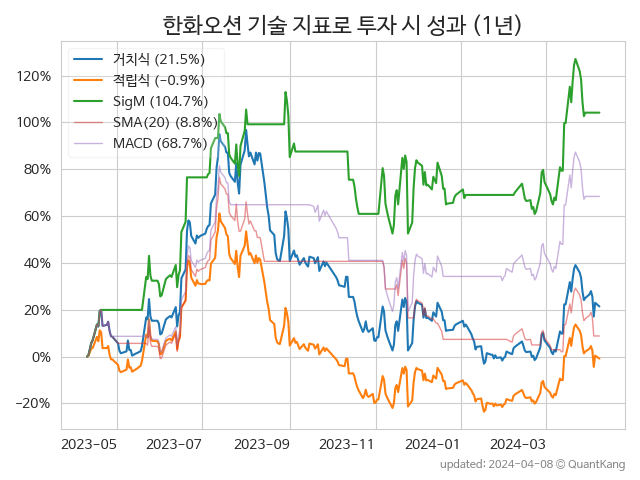 한화오션 기술 지표로 투자 시 성과 (1년)
거치식 (21.5%)
적립식 (−0.9%)
SigM (104.7%)
SMA(20) (8.8%)
MACD (68.7%)
120%
100%
80%
60%
40%
20%
0%
−20%
2023-05
2023-07
2023-09
2023-11
2024-01
2024-03
updated: 2024-04-08 © QuantKang